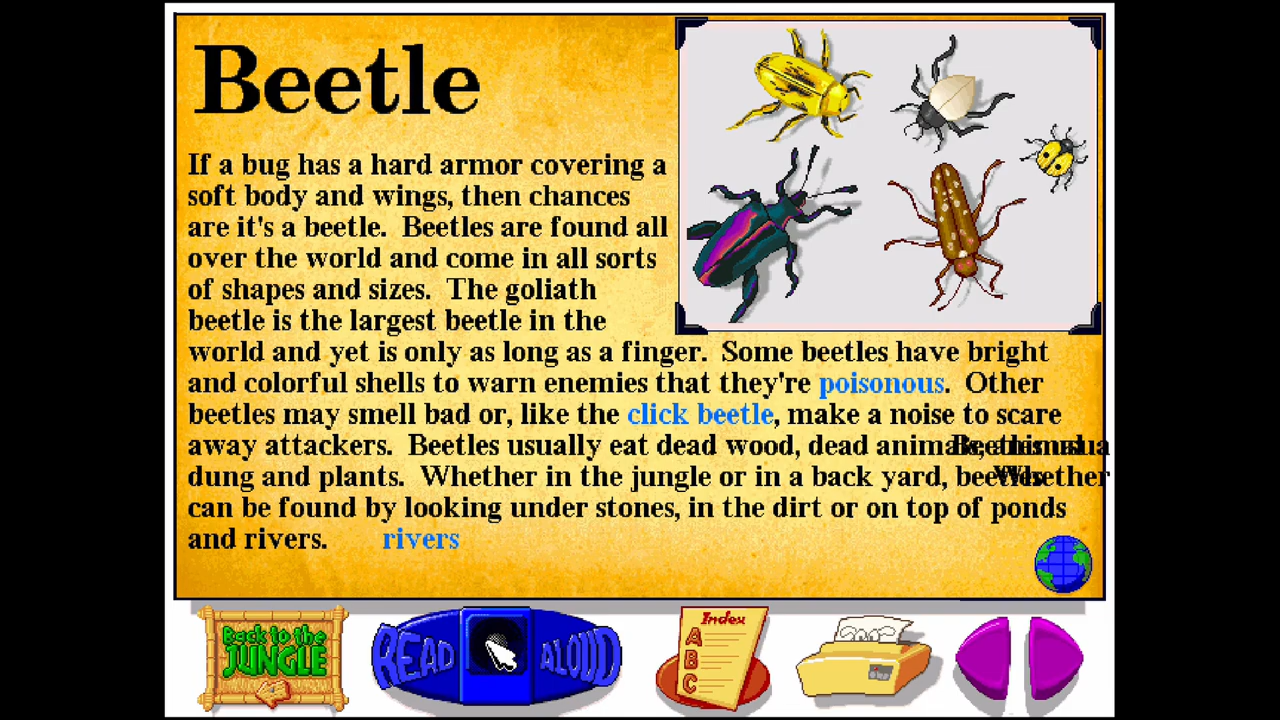 Beetle
If a bug has a hard armor covering a
soft body and wings, then chances
are it's a beetle. Beetles are found all
over the world and come in all sorts
of shapes and sizes. The goliath
beetle is the largest beetle in the
world and yet is only as long as a finger. Some beetles have bright
and colorful shells to warn enemies that they're poisonous. Other
beetles may smell bad or, like the click beetle, make a noise to scare
away attackers. Beetles usually eat dead wood, dead animals,
dung and plants. Whether in the jungle or in a back yard, beetles Whether
can be found by looking under stones, in the dirt or on top of ponds
and rivers. rivers
Back to the
JUNGLE
READ ALOUD
Index
A
B
C